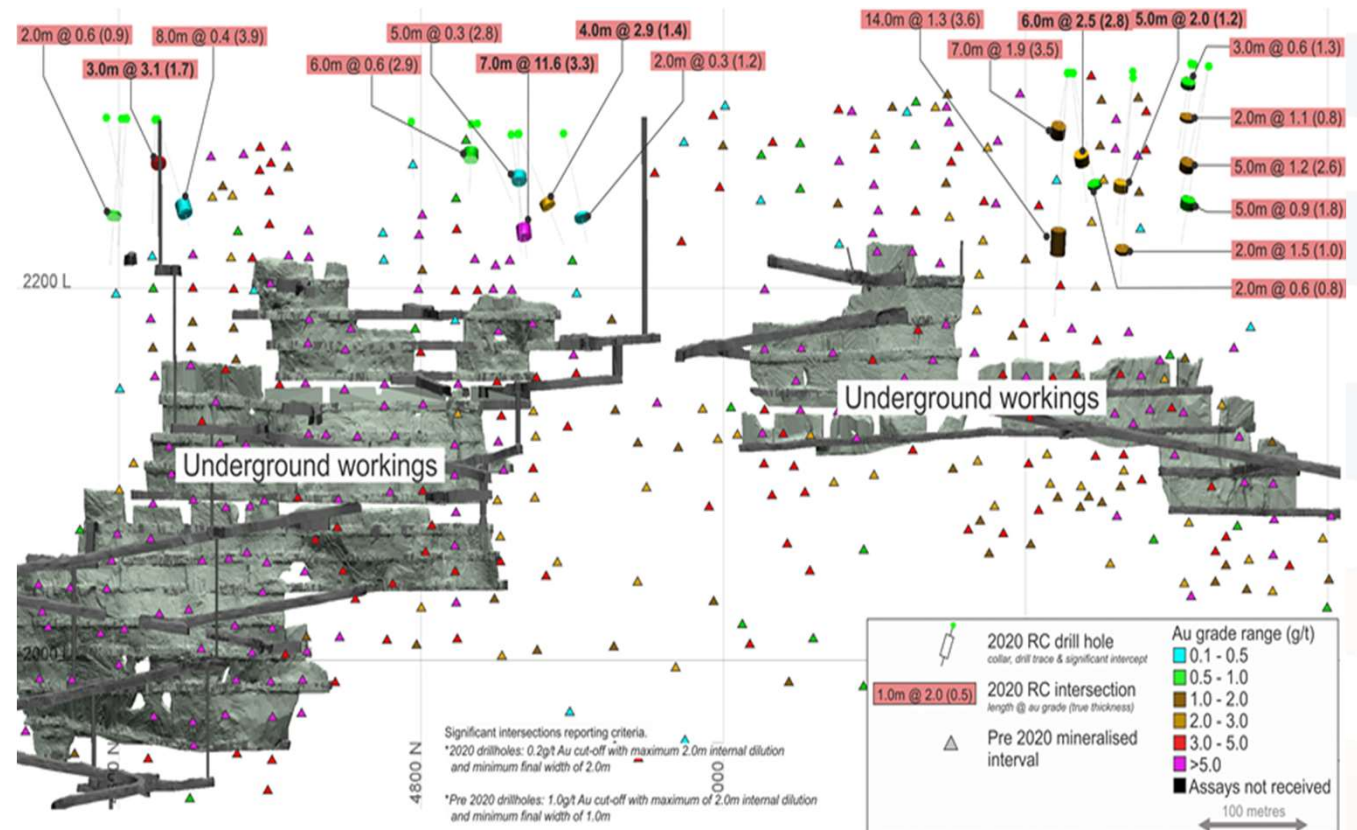 2.0m @ 0.6 (0.9)
8.0m @ 0.4 (3.9)
3.0m @ 3.1 (1.7)
5.0m @ 0.3 (2.8)
4.0m @ 2.9 (1.4)
6.0m @ 0.6 (2.9)
7.0m @ 11.6 (3.3)
2.0m @ 0.3 (1.2)
14.0m @ 1.3 (3.6)
6.0m @ 2.5 (2.8)
5.0m @ 2.0 (1.2)
7.0m @ 1.9 (3.5)
3.0m @ 0.6 (1.3)
2.0m @ 1.1 (0.8)
5.0m @ 1.2 (2.6)
5.0m @ 0.9 (1.8)
2.0m @ 1.5 (1.0)
2.0m @ 0.6 (0.8)
2200 L
Underground workings
Underground workings
4800 N
2020 RC drill hole
collar, drill trace & significant intercept
1.0m @ 2.0 (0.5)
2020 RC intersection
length @ au grade (true thickness)
Pre 2020 mineralised
interval
Au grade range (g/t)
0.1 - 0.5
0.5 - 1.0
1.0 - 2.0
2.0 - 3.0
3.0 - 5.0
>5.0
Assays not received
100 metres
Significant intersections reporting criteria.
*2020 drillholes: 0.2g/t Au cut-off with maximum 2.0m internal dilution
and minimum final width of 2.0m
*Pre 2020 drillholes: 1.0g/t Au cut-off with maximum of 2.0m internal dilution
and minimum final width of 1.0m